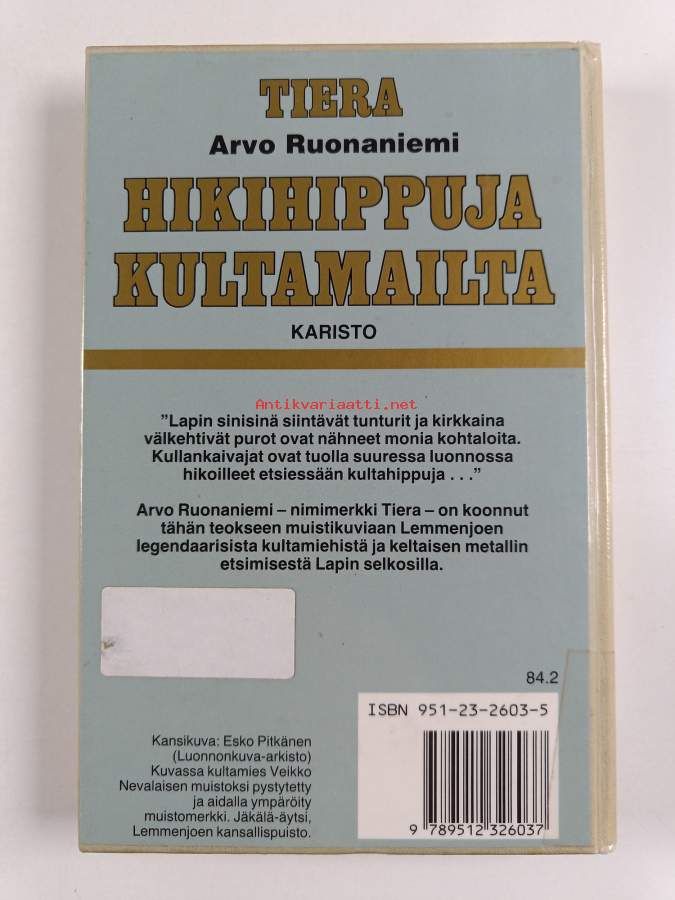 TIERA
Arvo Ruonaniemi
HIKIHIPPUJA
KULTAMAILTA
KARISTO
Antikvariaatti.net
"Lapin sinisinä siintävät tunturit ja kirkkaina
välkehtivät purot ovat nähneet monia kohtaloita.
Kullankaivajat ovat tuolla suuressa luonnossa
hikoilleet etsiessään kultahippuja . . ."
Arvo Ruonaniemi – nimimerkki Tiera – on koonnut
tähän teokseen muistikuviaan Lemmenjoen
legendaarisista kultamiehistä ja keltaisen metallin
etsimisestä Lapin selkosilla.
84.2
ISBN 951-23-2603-5
Kansikuva: Esko Pitkänen
(Luonnonkuva-arkisto)
Kuvassa kultamies Veikko
Nevalaisen muistoksi pystytetty
ja aidalla ympäröity
muistomerkki. Jäkälä-äytsi,
Lemmenjoen kansallispuisto.
9 789512 326037